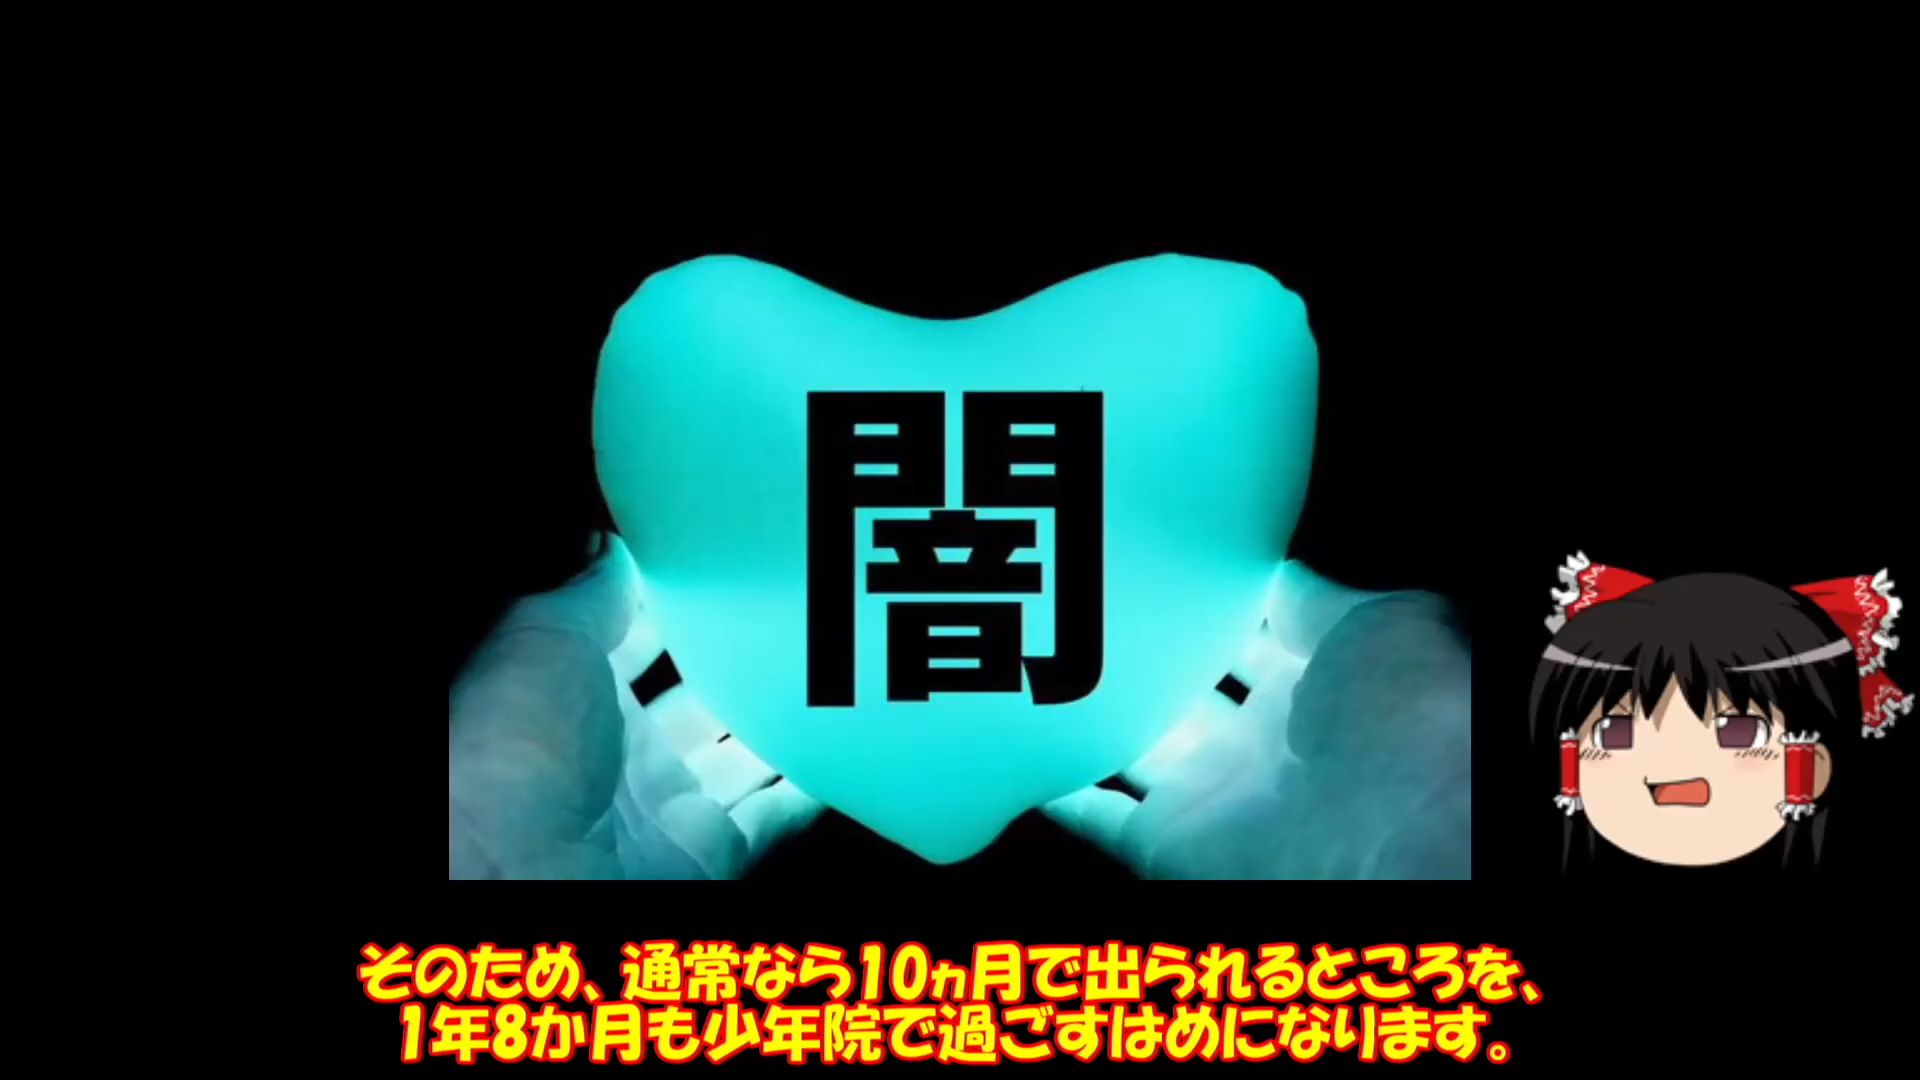 闇
そのため、通常なら10ヵ月で出られるところを、
1年8か月も少年院で過ごすはめになります。